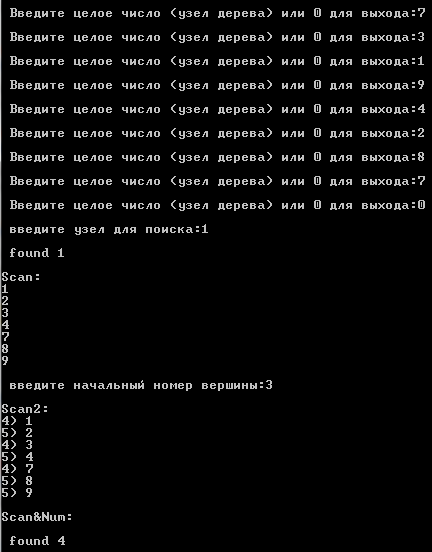 Введите целое число (узел дерева) или 0 для выхода:7
Введите целое число (узел дерева) или 0 для выхода:3
Введите целое число (узел дерева) или 0 для выхода:1
Введите целое число (узел дерева) или 0 для выхода:9
Введите целое число (узел дерева) или 0 для выхода:4
Введите целое число (узел дерева) или 0 для выхода:2
Введите целое число (узел дерева) или 0 для выхода:8
Введите целое число (узел дерева) или 0 для выхода:7
Введите целое число (узел дерева) или 0 для выхода:0
введите узел для поиска:1
found 1
Scan:
1
2
3
4
7
8
9
введите начальный номер вершины:3
Scan2:
4) 1
5) 2
4) 3
5) 4
4) 7
5) 8
5) 9
Scan&Num:
found 4